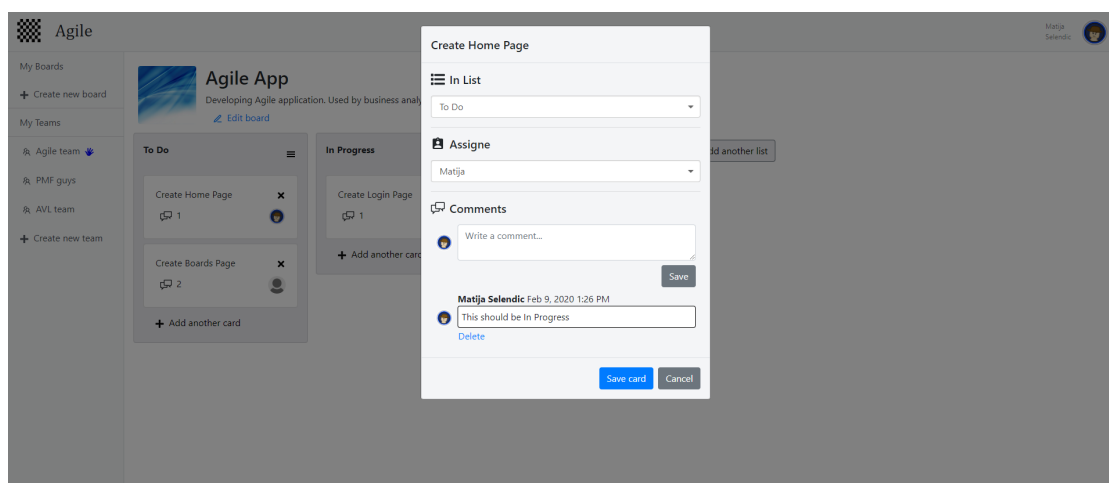 Agile
Matija
Selendic
My Boards
Create new board
My Teams
Agile team
PMF guys
AVL team
Create new team
Agile App
Developing Agile application. Used by business analy
Edit board
To Do
Create Home Page
1
Create Boards Page
2
Add another card
In Progress
Create Login Page
1
Add another card
dd another list
Create Home Page
In List
To Do
Assigne
Matija
Comments
Write a comment...
Save
Matija Selendic Feb 9, 2020 1:26 PM
This should be In Progress
Delete
Save card
Cancel